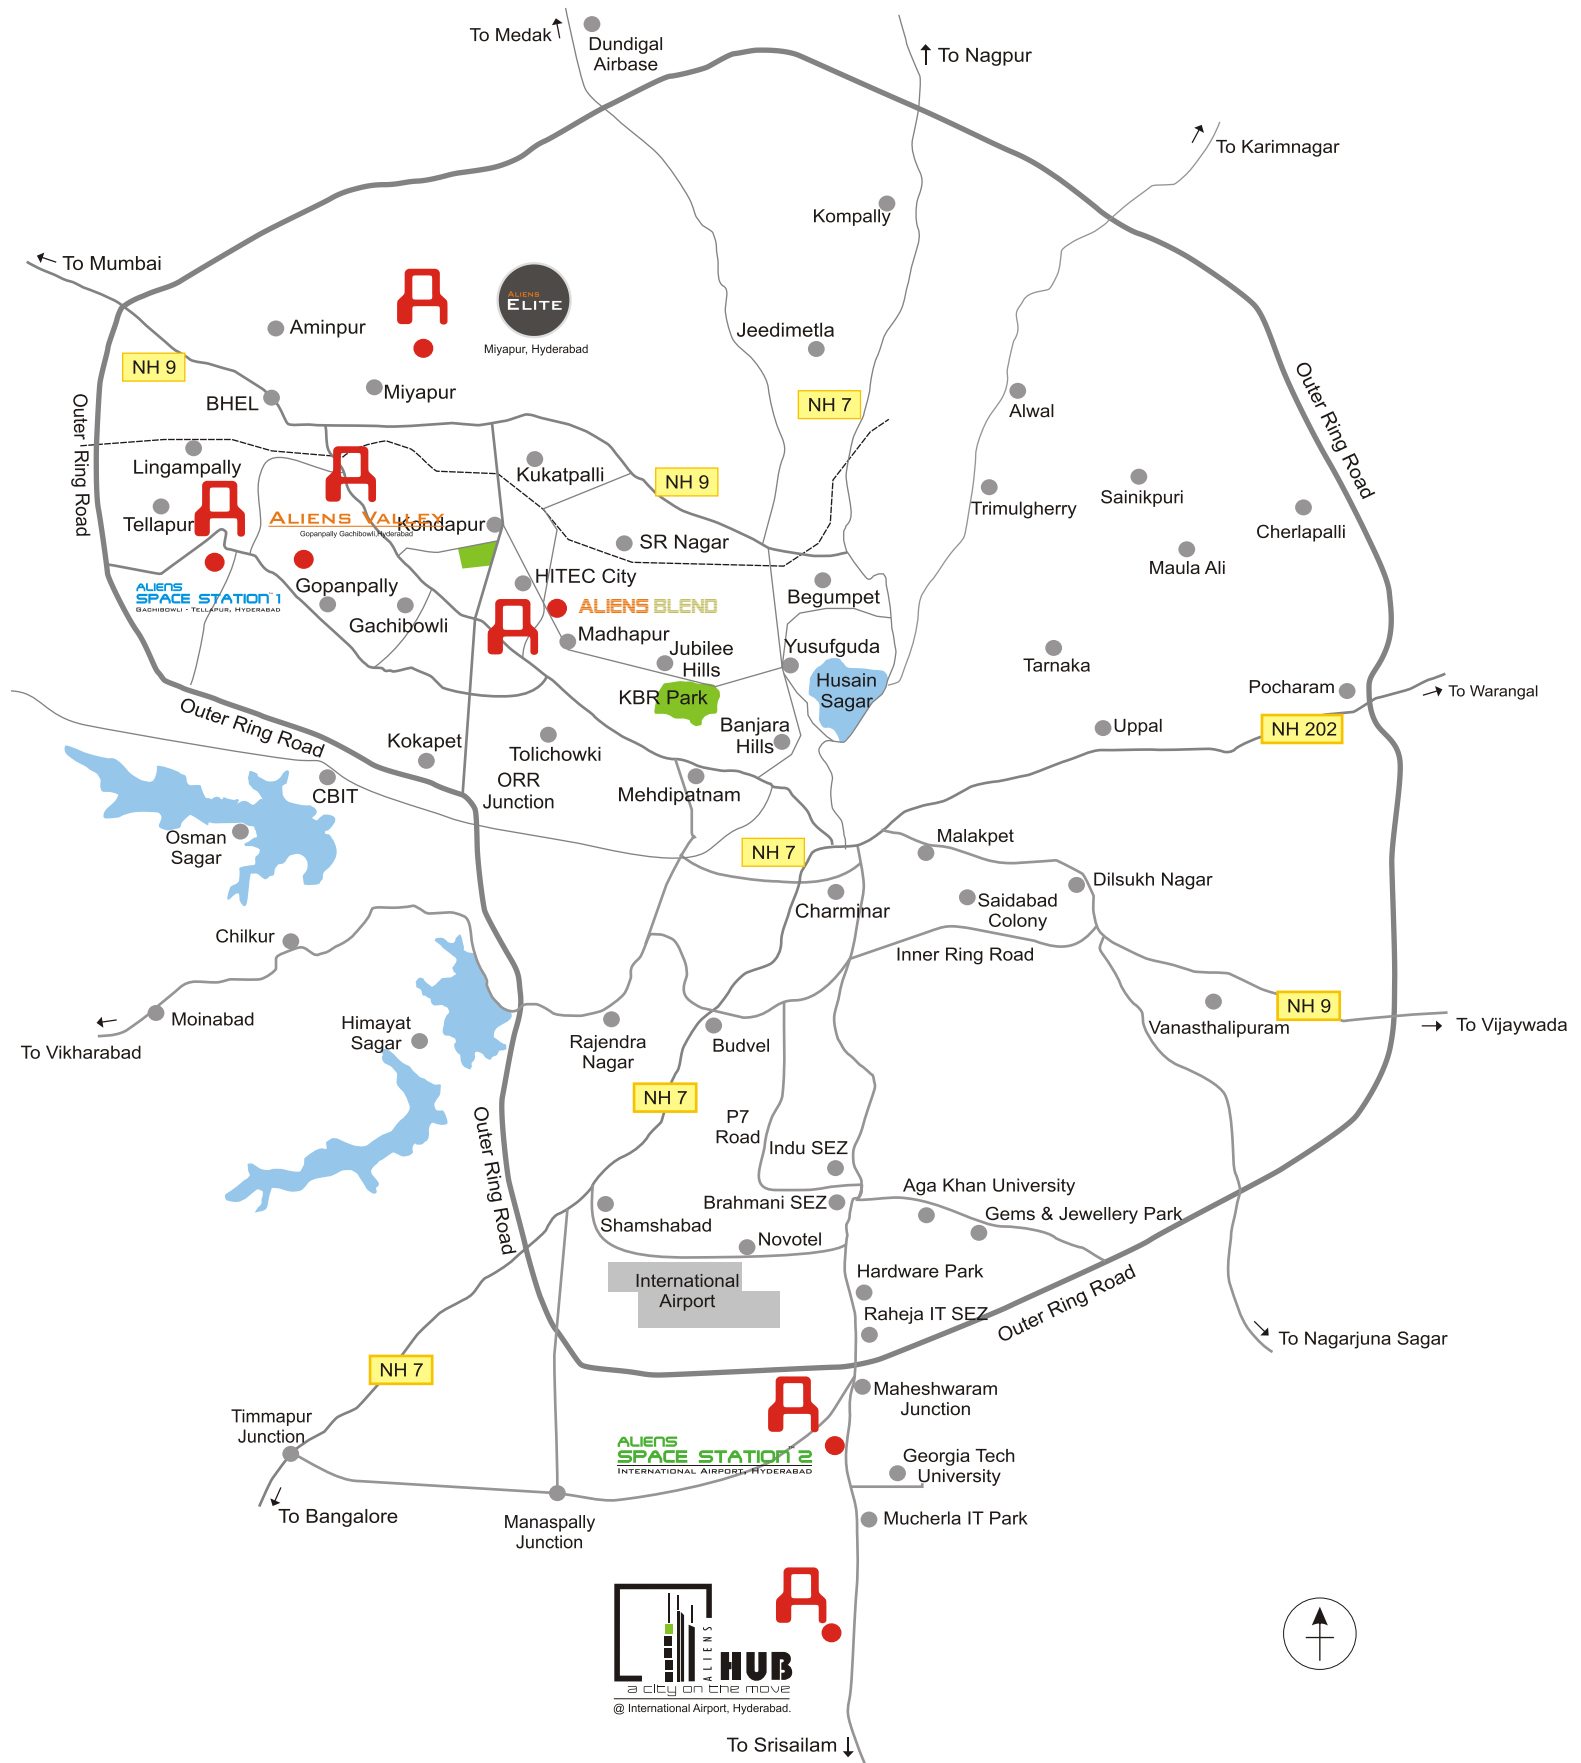 To Medak
Dundigal
Airbase
To Nagpur
To Karimnagar
Kompally
To Mumbai
ALIENS
ELITE
Miyapur, Hyderabad
Aminpur
Jeedimetla
NH 9
Miyapur
BHEL
NH 7
Alwal
Outer Ring Road
Outer Ring Road
Lingampally
Kukatpalli
NH 9
Trimulgherry
Sainikpuri
Cherlapalli
Tellapur
ALIENS VALLEY
Gopanpally Gachibowli,Hyderabad
Kondapur
SR Nagar
Maula Ali
ALIENS
SPACE STATION 1
GACHIBOWLI - TELLAPUR, HYDERABAD
Gopanpally
HITEC City
Begumpet
Gachibowli
ALIENS BLEND
Madhapur
Jubilee
Hills
Yusufguda
Tarnaka
KBR Park
Husain
Sagar
Pocharam
To Warangal
Outer Ring Road
Banjara
Hills
Uppal
NH 202
Kokapet
Tolichowki
ORR
Junction
CBIT
Mehdipatnam
Osman
Sagar
NH 7
Malakpet
Dilsukh Nagar
Charminar
Saidabad
Colony
Chilkur
Inner Ring Road
Moinabad
To Vikharabad
Himayat
Sagar
Rajendra
Nagar
Budvel
Vanasthalipuram
NH 9
To Vijaywada
NH 7
Outer Ring Road
P7
Road
Indu SEZ
Brahmani SEZ
Aga Khan University
Gems & Jewellery Park
Shamshabad
Novotel
International
Airport
Hardware Park
Raheja IT SEZ
Outer Ring Road
To Nagarjuna Sagar
NH 7
Maheshwaram
Junction
Timmapur
Junction
ALIENS
SPACE STATION 2
INTERNATIONAL AIRPORT, HYDERABAD
Georgia Tech
University
To Bangalore
Manaspally
Junction
Mucherla IT Park
ALIENS
HUB
a city on the move
@ International Airport, Hyderabad.
To Srisailam